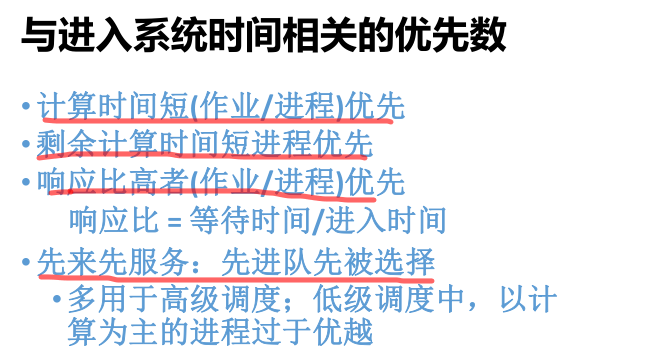 与进入系统时间相关的优先数
•计算时间短(作业/进程)优先
•剩余计算时间短进程优先
•响应比高者(作业/进程)优先
响应比 = 等待时间/进入时间
•先来先服务：先进队先被选择
•多用于高级调度；低级调度中，以计
算为主的进程过于优越